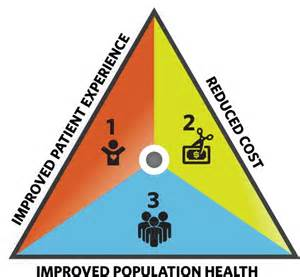 IMPROVED PATIENT EXPERIENCE
REDUCED COST
1
2
3
IMPROVED POPULATION HEALTH